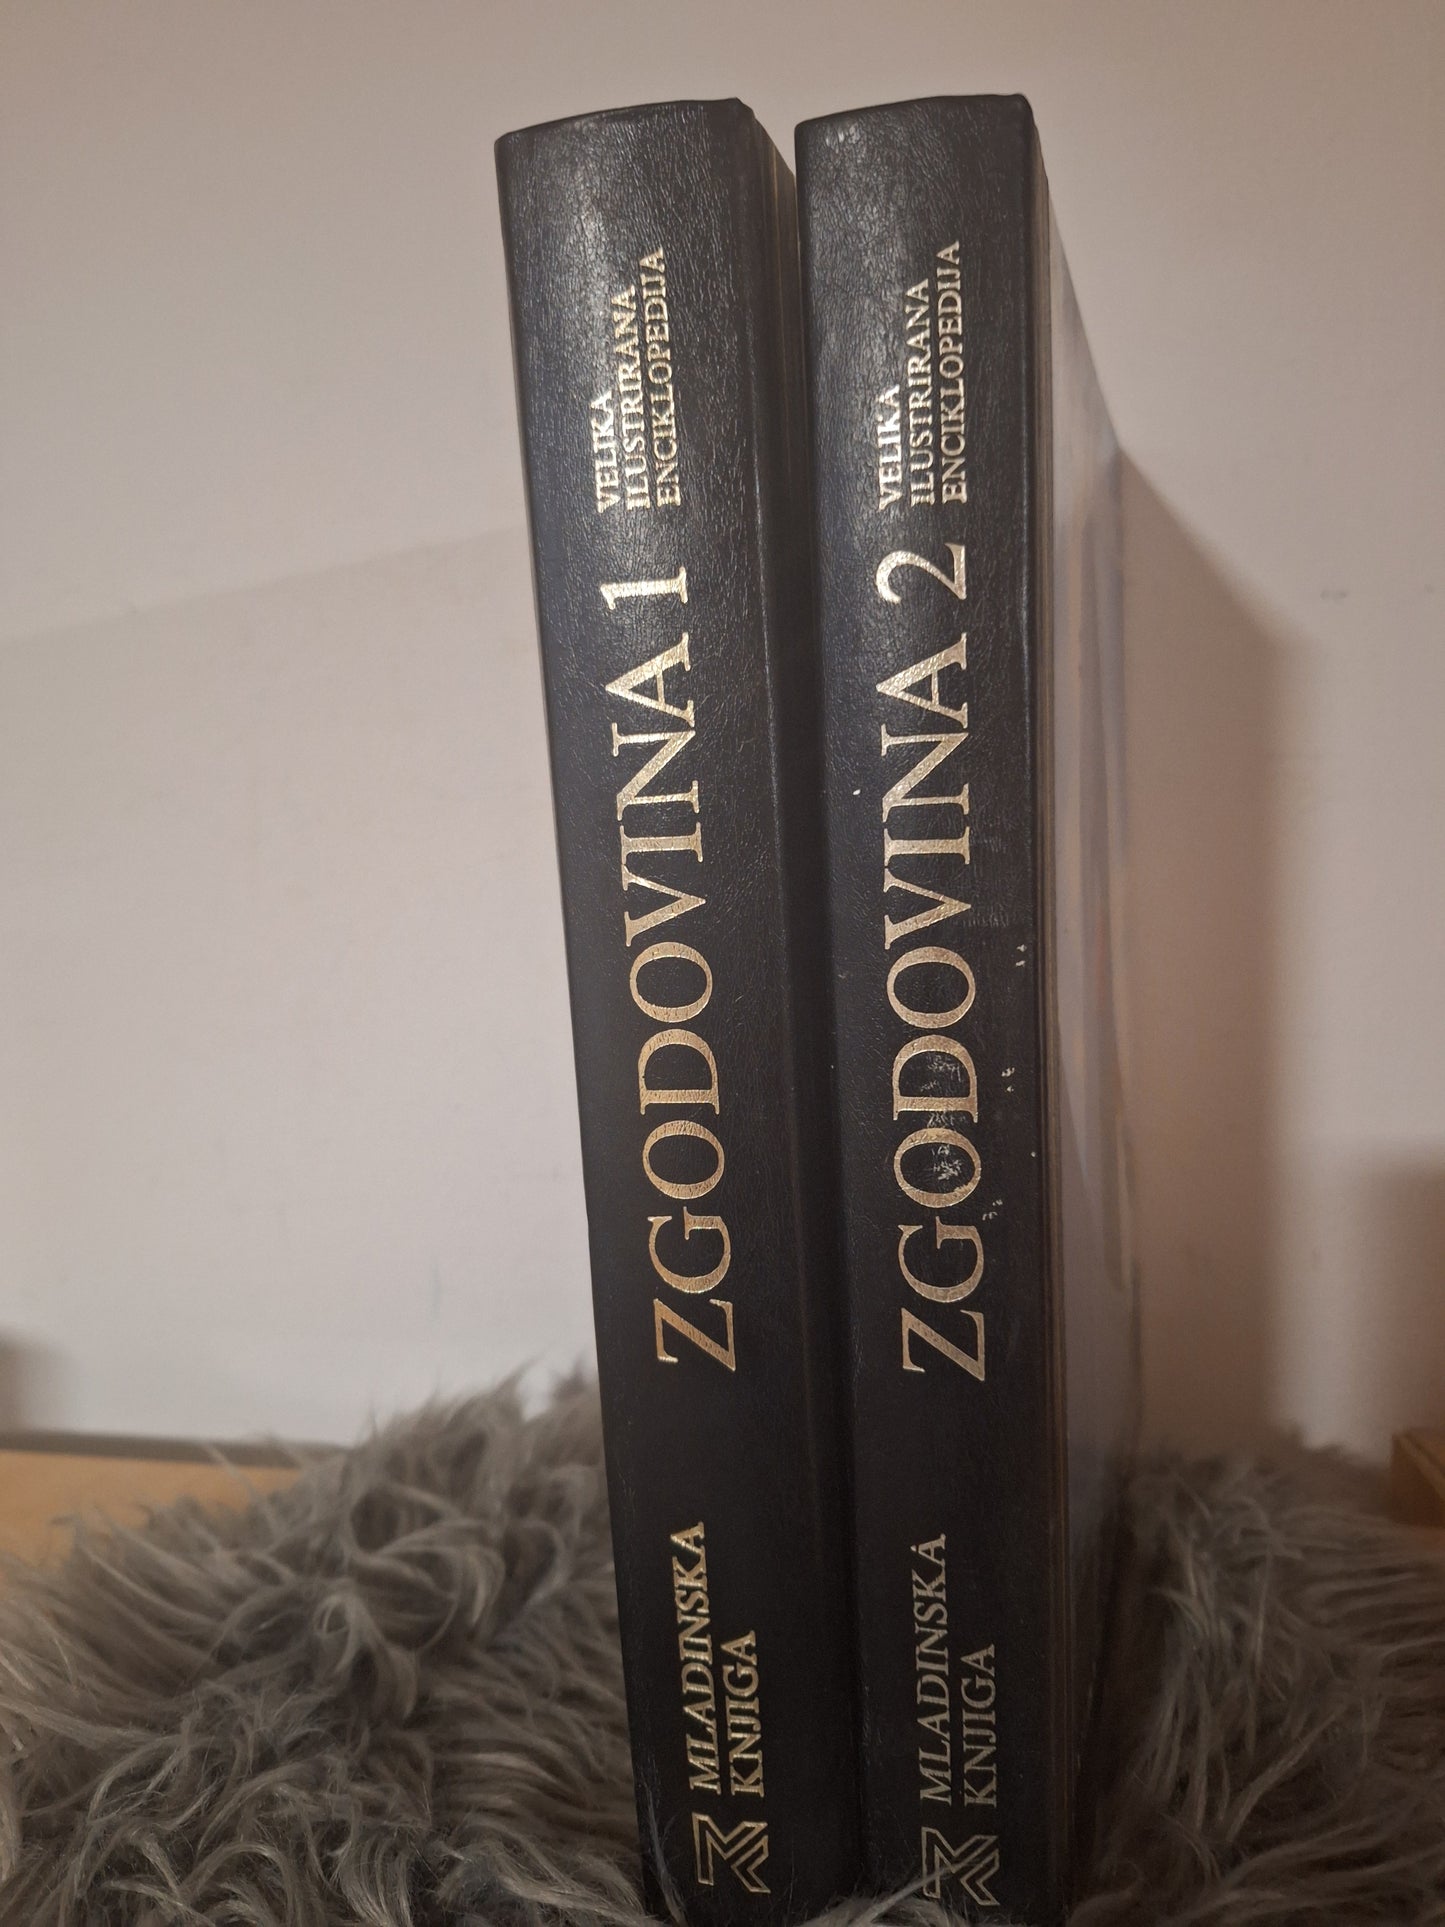 MLADINSKA
KNJIGA
ZGODOVINA 1
VELIKA
ILUSTRIRANA
ENCIKLOPEDIJA
MLADINSKA
KNJIGA
ZGODOVINA 2
VELIKA
ILUSTRIRANA
ENCIKLOPEDIJA